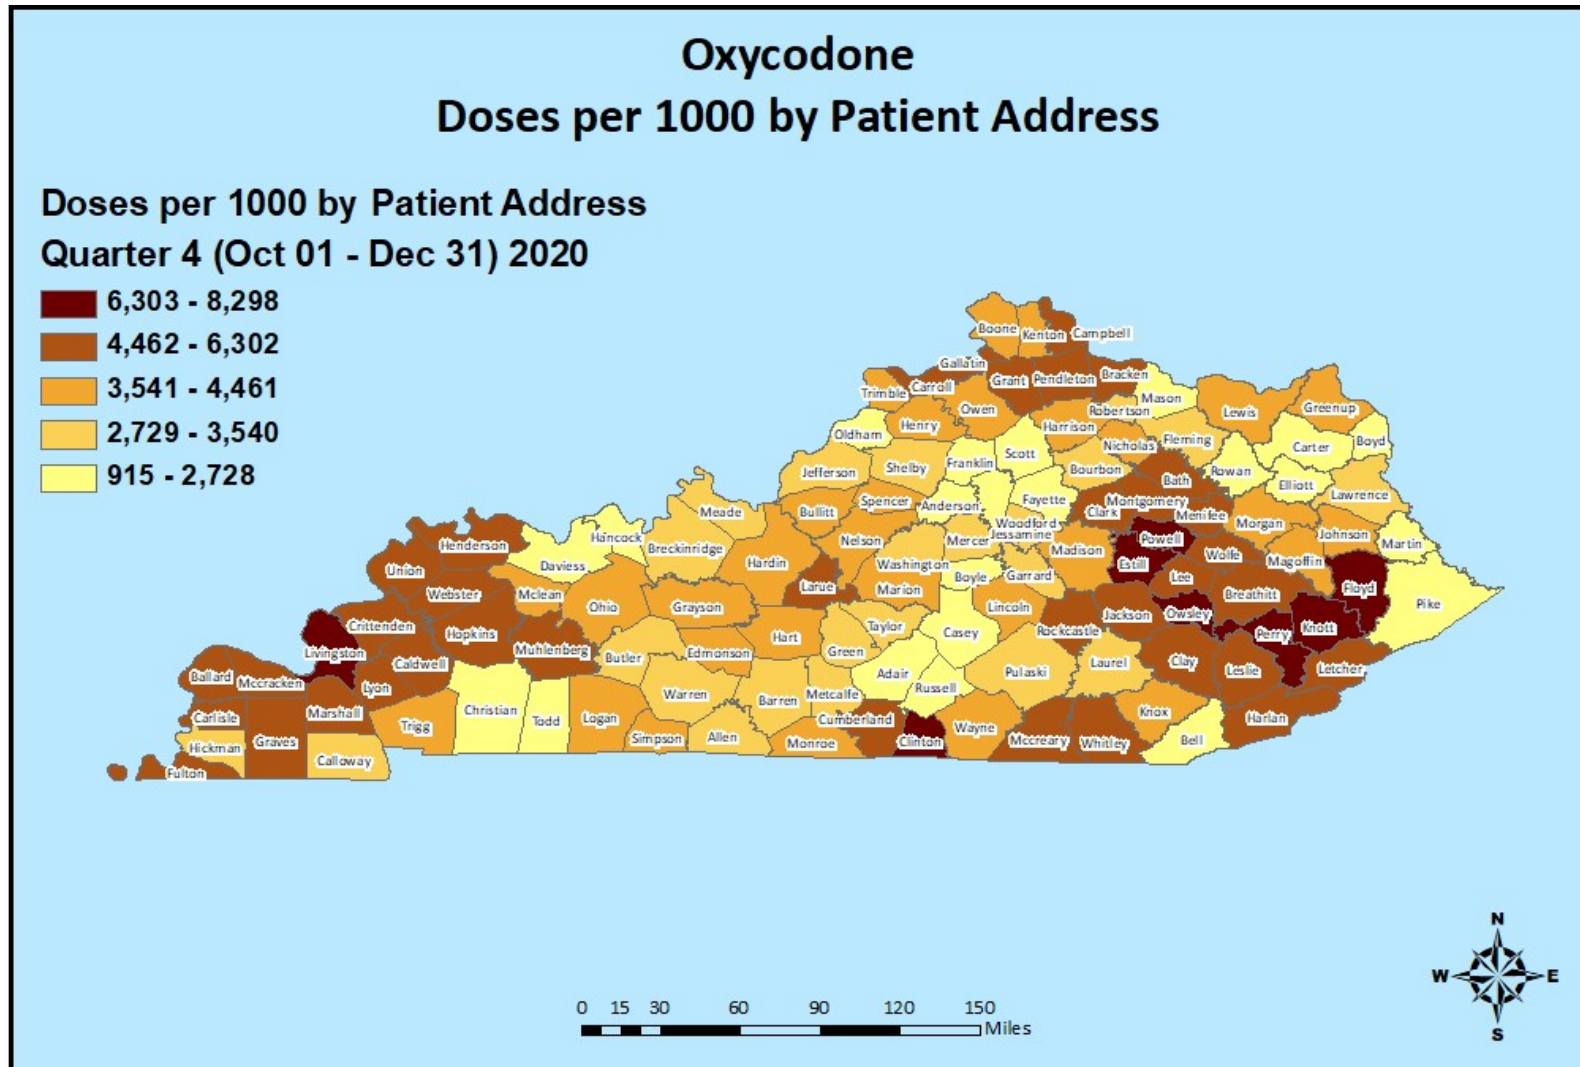 Oxycodone
Doses per 1000 by Patient Address
Doses per 1000 by Patient Address
Quarter 4 (Oct 01 - Dec 31) 2020
6,303 - 8,298
4,462 - 6,302
3,541 - 4,461
2,729 - 3,540
915 - 2,728
Boone
Kenton
Campbell
Gallatin
Carroll
Grant
Pendleton
Bracken
Trimble
Owen
Robertson
Mason
Lewis
Greenup
Oldham
Henry
Harrison
Nicholas
Fleming
Carter
Boyd
Jefferson
Shelby
Franklin
Scott
Bourbon
Bath
Rowan
Elliott
Lawrence
Meade
Bullitt
Spencer
Anderson
Fayette
Clark
Montgomery
Menifee
Morgan
Johnson
Martin
Hancock
Breckinridge
Nelson
Mercer
Woodford
Jessamine
Madison
Powell
Wolfe
Magoffin
Henderson
Daviess
Hardin
Washington
Boyle
Garrard
Estill
Lee
Floyd
Pike
Union
Webster
Mclean
Ohio
Grayson
Larue
Marion
Lincoln
Rockcastle
Jackson
Owsley
Breathitt
Perry
Knott
Crittenden
Hopkins
Muhlenberg
Butler
Edmonson
Hart
Green
Taylor
Casey
Pulaski
Laurel
Clay
Leslie
Letcher
Livingston
Caldwell
Ballard
Mccracken
Lyon
Warren
Barren
Metcalfe
Adair
Russell
Carlisle
Marshall
Trigg
Christian
Todd
Logan
Simpson
Allen
Monroe
Cumberland
Clinton
Wayne
Mccreary
Whitley
Knox
Bell
Harlan
Hickman
Graves
Calloway
Fulton
N
W
E
S
0 15 30 60 90 120 150
Miles